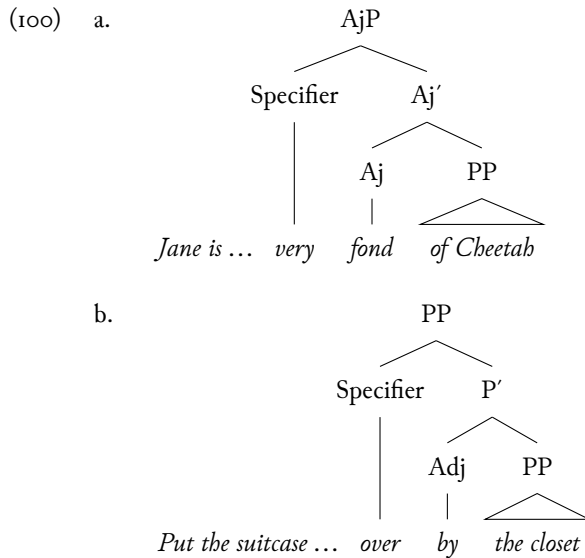 (100) a. AjP
Specifier Aj′
Aj PP
Jane is … very fond of Cheetah
b. PP
Specifier P′
Adj PP
Put the suitcase … over by the closet